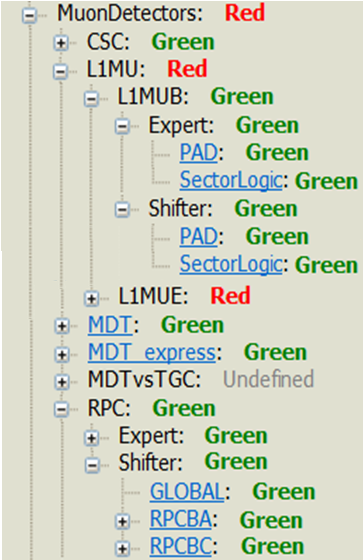 MuonDetectors: Red
CSC: Green
L1MU: Red
L1MUB: Green
Expert: Green
PAD: Green
SectorLogic: Green
Shifter: Green
PAD: Green
SectorLogic: Green
L1MUE: Red
MDT: Green
MDT express: Green
MDTvsTGC: Undefined
RPC: Green
Expert: Green
Shifter: Green
GLOBAL: Green
RPCBA: Green
RPCBC: Green